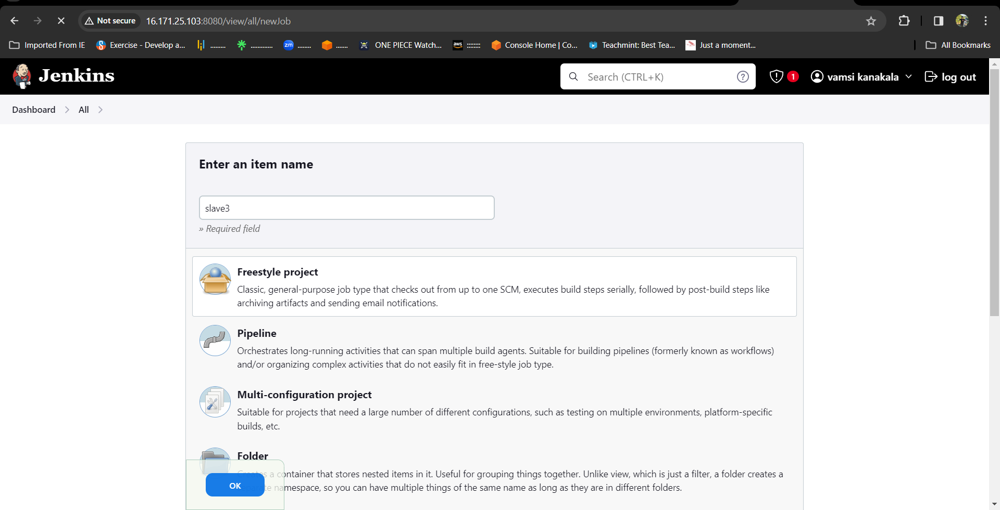 Not secure
16.171.25.103:8080/view/all/newJob
Imported From IE
Exercise - Develop a...
.........
.............
zm
........
.......
ONE PIECE Watch...
aws
::::::::
Console Home | Co...
Teachmint: Best Tea...
Just a moment...
All Bookmarks
Jenkins
Search (CTRL+K)
?
1
vamsi kanakala
log out
Dashboard
All
Enter an item name
slave3
» Required field
Freestyle project
Classic, general-purpose job type that checks out from up to one SCM, executes build steps serially, followed by post-build steps like
archiving artifacts and sending email notifications.
Pipeline
Orchestrates long-running activities that can span multiple build agents. Suitable for building pipelines (formerly known as workflows)
and/or organizing complex activities that do not easily fit in free-style job type.
Multi-configuration project
Suitable for projects that need a large number of different configurations, such as testing on multiple environments, platform-specific
builds, etc.
Folder
Creates a container that stores nested items in it. Useful for grouping things together. Unlike view, which is just a filter, a folder creates a
separate namespace, so you can have multiple things of the same name as long as they are in different folders.
OK